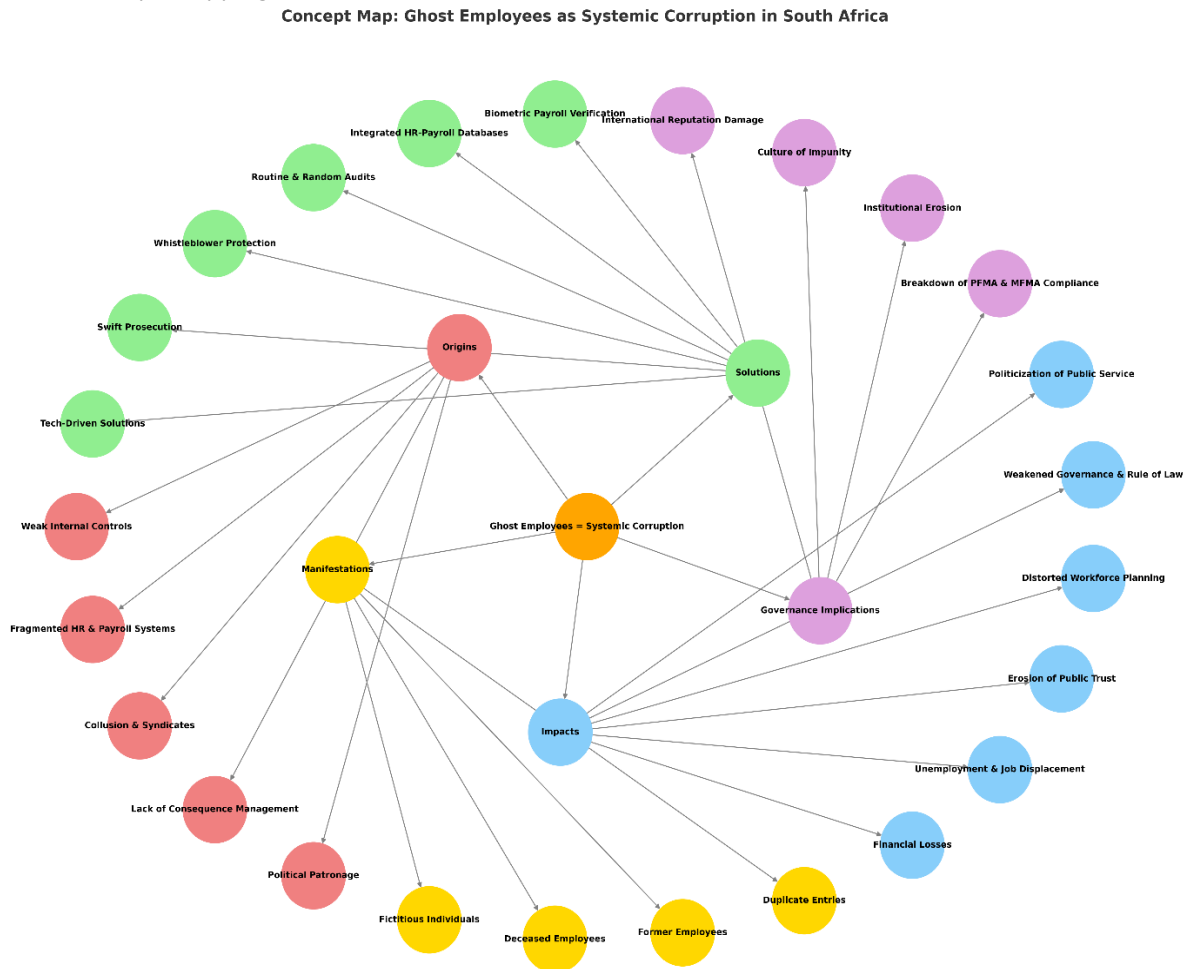 Concept Map: Ghost Employees as Systemic Corruption in South Africa
Biometric Payroll Verification
International Reputation Damage
Integrated HR-Payroll Databases
Culture of Impunity
Routine & Random Audits
Institutional Erosion
Whistleblower Protection
Breakdown of PFMA & MFMA Compliance
Swift Prosecution
Origins
Solutions
Politicization of Public Service
Tech-Driven Solutions
Weakened Governance & Rule of Law
Weak Internal Controls
Ghost Employees = Systemic Corruption
Manifestations
Distorted Workforce Planning
Governance Implications
Fragmented HR & Payroll Systems
Erosion of Public Trust
Collusion & Syndicates
Impacts
Unemployment & Job Displacement
Lack of Consequence Management
Financial Losses
Political Patronage
Duplicate Entries
Fictitious Individuals
Former Employees
Deceased Employees